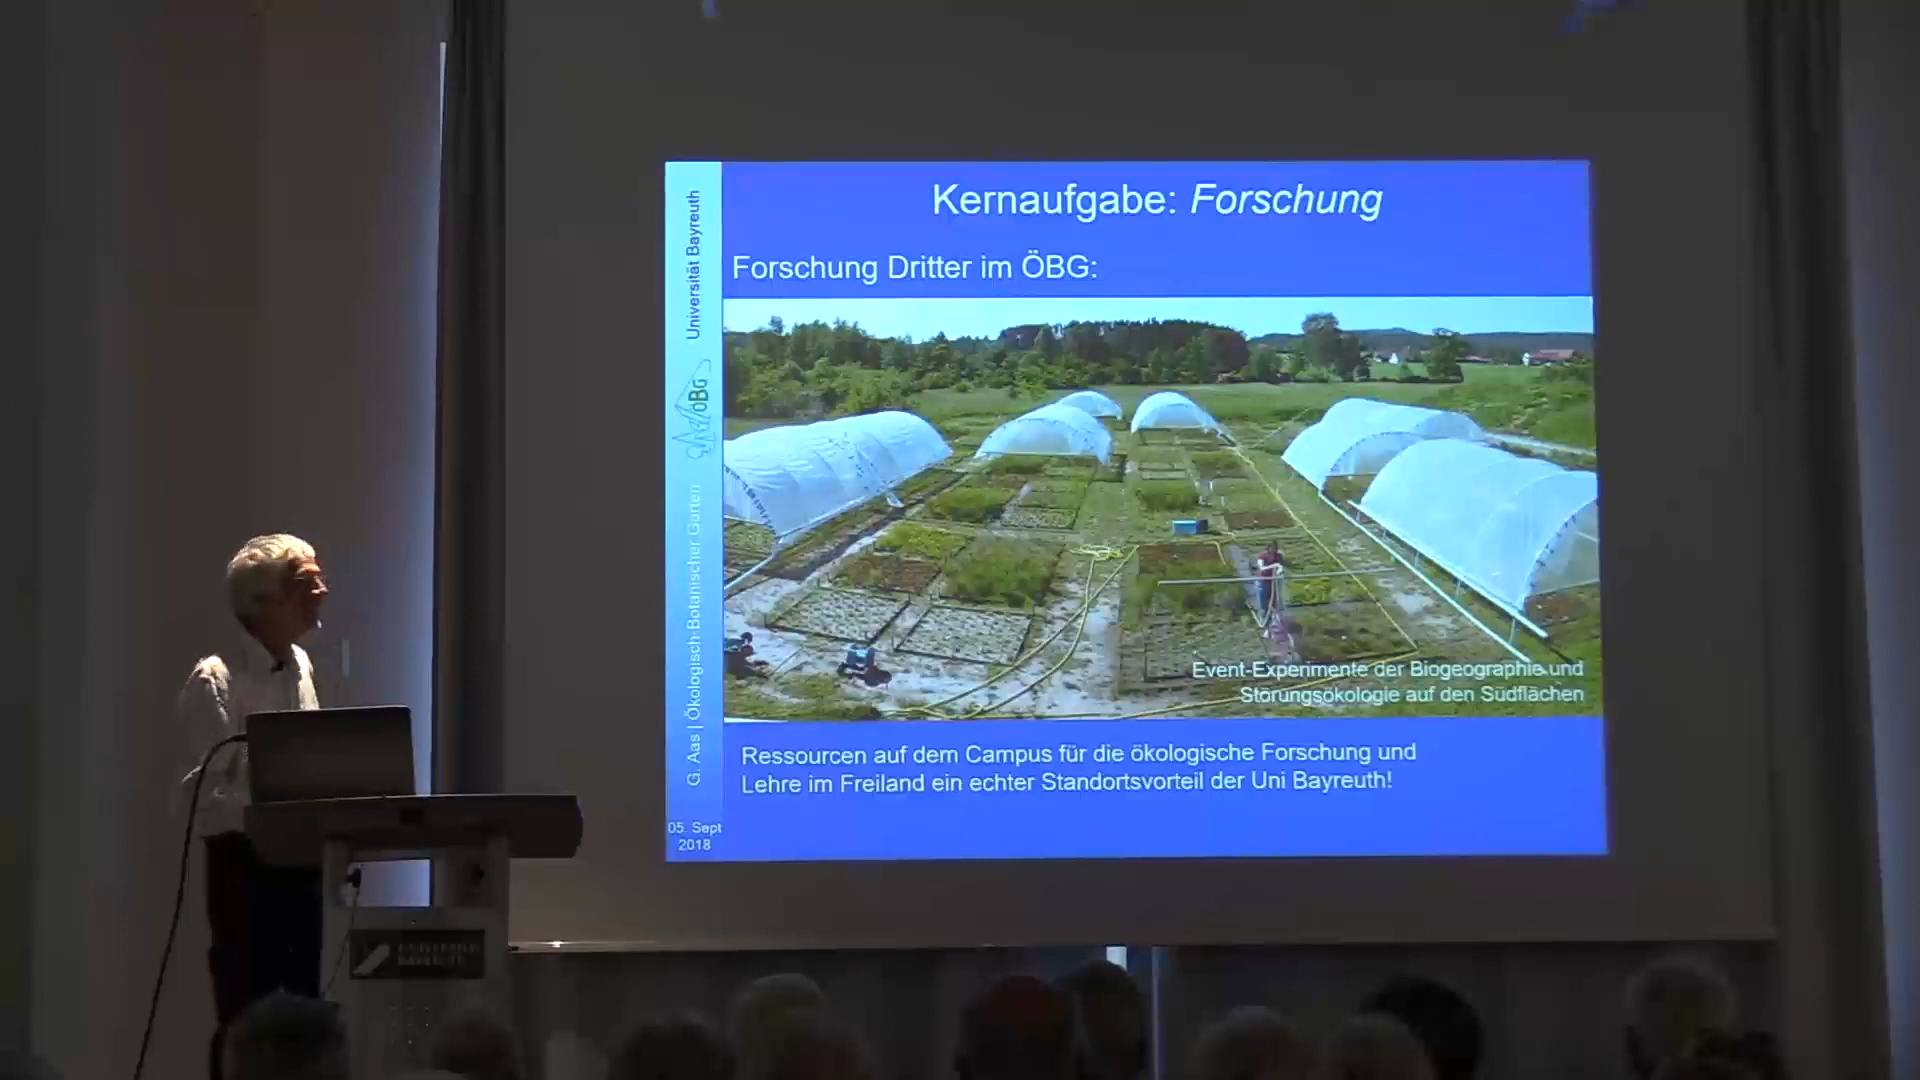 Kernaufgabe: Forschung
Forschung Dritter im ÖBG:
Event-Experimente der Biogeographie und
Störungsökologie auf den Südflächen
Ressourcen auf dem Campus für die ökologische Forschung und
Lehre im Freiland ein echter Standortsvorteil der Uni Bayreuth!
G. Aas | Ökologisch-Botanischer Garten
ÖBG
Universität Bayreuth
05. Sept
2018
UNIVERSITÄT
BAYREUTH